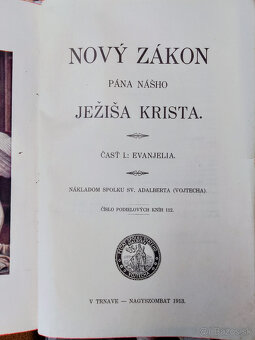 NOVÝ ZÁKON
PÁNA NÁŠHO
JEŽIŠA KRISTA.
ČASŤ I.: EVANJELIA.
NÁKLADOM SPOLKU SV. ADALBERTA (VOJTECHA).
ČÍSLO PODIELOVÝCH KNÍH 112.
V TRNAVE — NAGYSZOMBAT 1913.